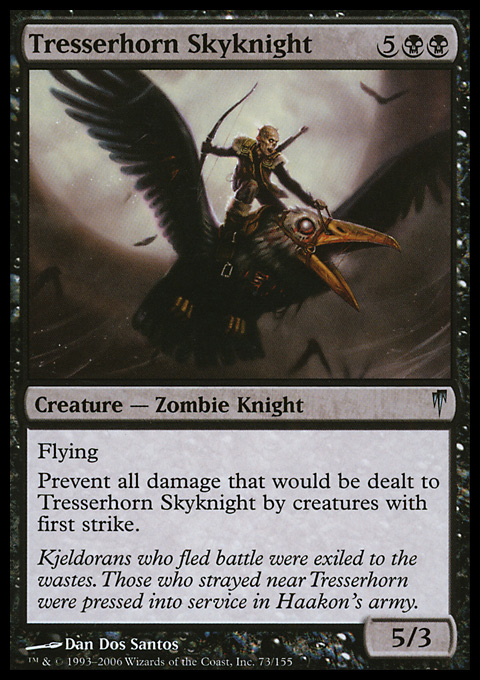 Tresserhorn Skyknight 5
Creature — Zombie Knight
Flying
Prevent all damage that would be dealt to
Tresserhorn Skyknight by creatures with
first strike.
Kjeldorans who fled battle were exiled to the
wastes. Those who strayed near Tresserhorn
were pressed into service in Haakon's army.
5/3
Dan Dos Santos
™ & © 1993–2006 Wizards of the Coast, Inc. 73/155